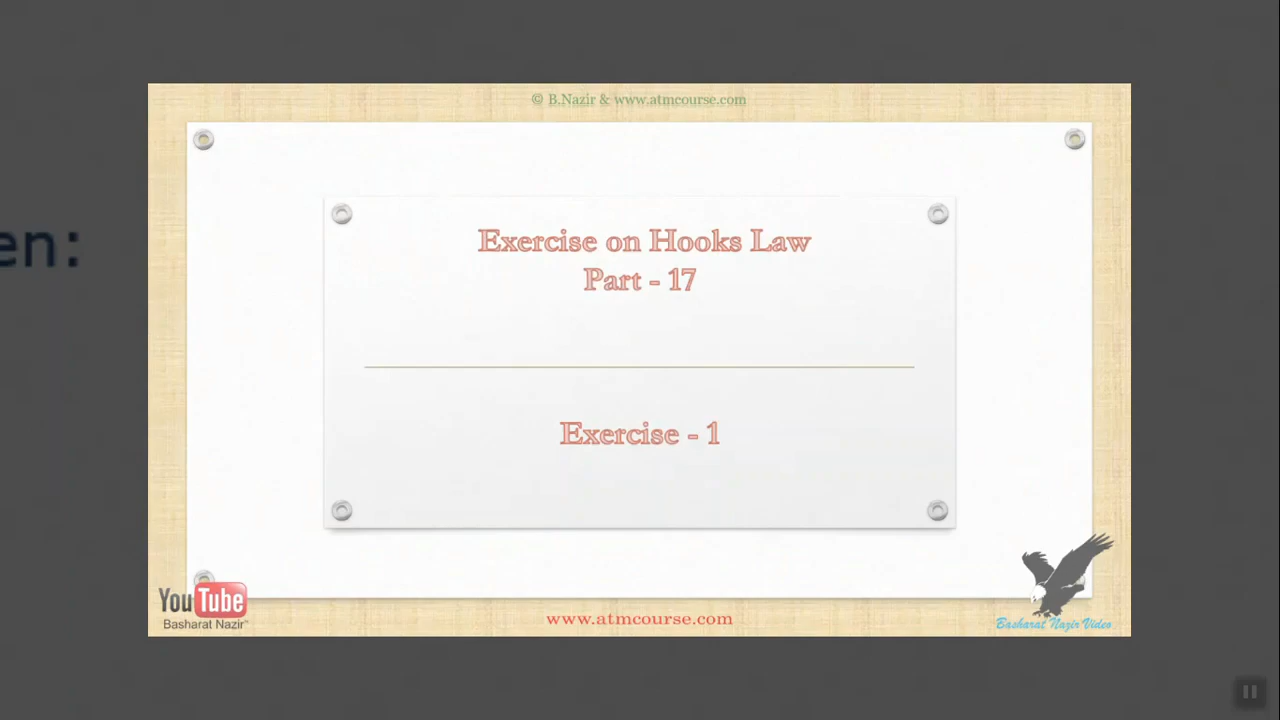 © B.Nazir & www.atmcourse.com
Exercise on Hooks Law
Part - 17
en:
Exercise - 1
YouTube
Basharat Nazir
www.atmcourse.com
Basharat Nazir Video